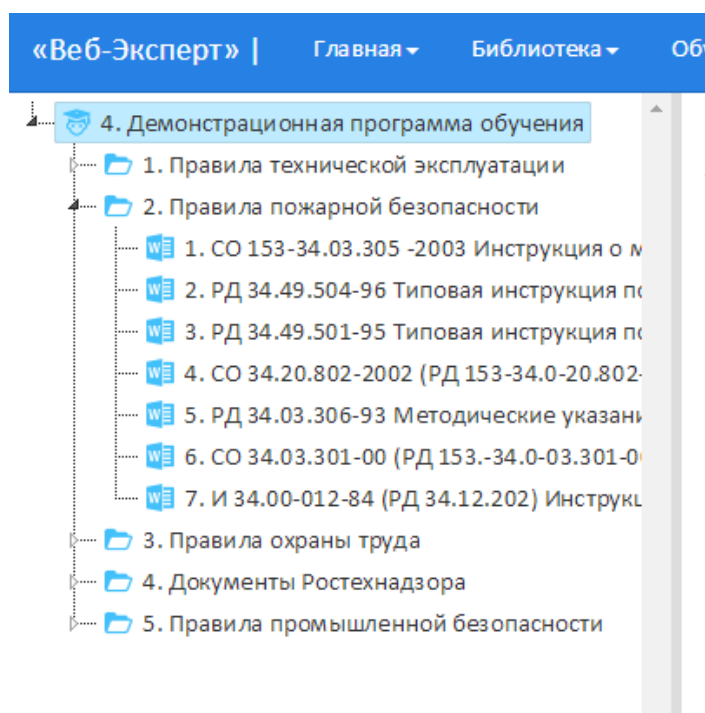 «Веб-Эксперт» | Главная Библиотека
4. Демонстрационная программа обучения
1. Правила технической эксплуатации
2. Правила пожарной безопасности
1. СО 153-34.03.305 -2003 Инструкция о
2. РД 34.49.504-96 Типовая инструкция
3. РД 34.49.501-95 Типовая инструкция
4. СО 34.20.802-2002 (РД 153-34.0-20.802-
5. РД 34.03.306-93 Методические
6. СО 34.03.301-00 (РД 153.-34.0-03.301-
7. И 34.00-012-84 (РД 34.12.202)
3. Правила охраны труда
4. Документы Ростехнадзора
5. Правила промышленной безопасности